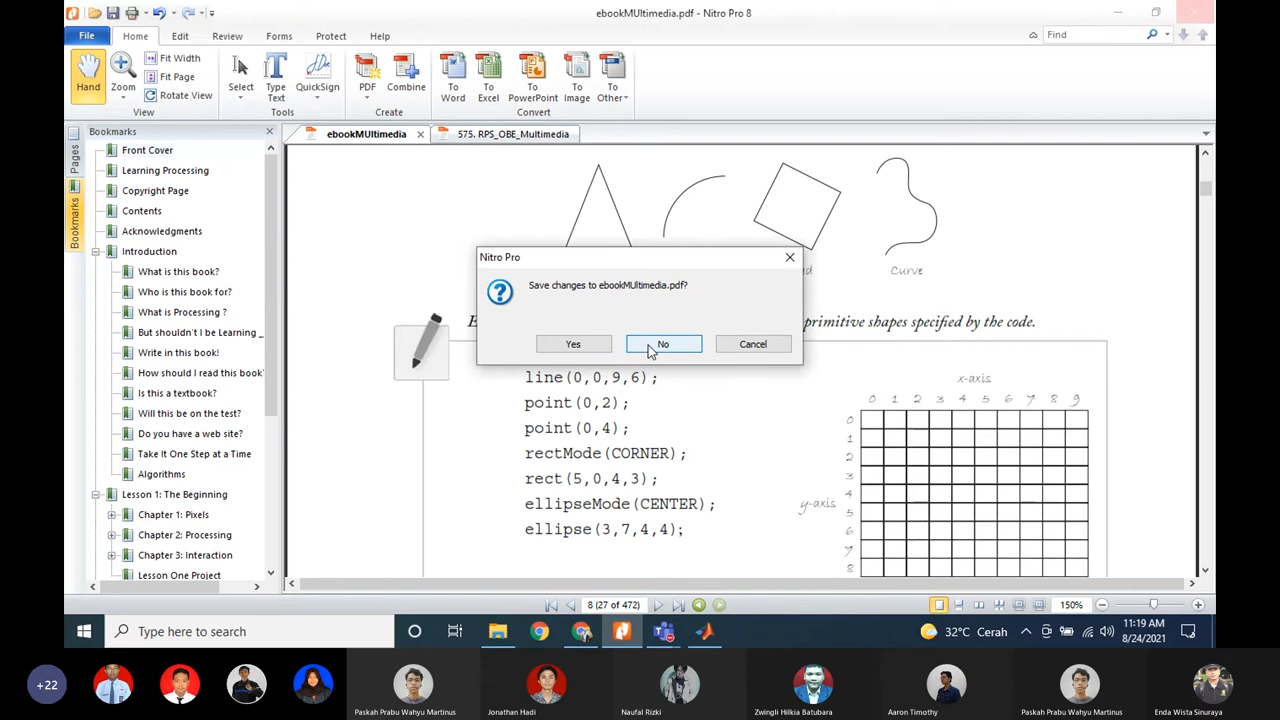 ebookMUltimedia.pdf - Nitro Pro 8
File Home Edit Review Forms Protect Help
Find
Hand
Zoom
Fit Width
Fit Page
Rotate View
View
Select
Type Text
QuickSign
Tools
PDF
Combine
Create
To Word
To Excel
To PowerPoint
To Image
To Other
Convert
Pages
Bookmarks
Bookmarks
Front Cover
Learning Processing
Copyright Page
Contents
Acknowledgments
Introduction
What is this book?
Who is this book for?
What is Processing ?
But shouldn't I be Learning _
Write in this book!
How should I read this book
Is this a textbook?
Will this be on the test?
Do you have a web site?
Take It One Step at a Time
Algorithms
Lesson 1: The Beginning
Chapter 1: Pixels
Chapter 2: Processing
Chapter 3: Interaction
Lesson One Project
ebookMUltimedia
575. RPS_OBE_Multimedia
Curve
Nitro Pro
Save changes to ebookMUltimedia.pdf?
Yes
No
Cancel
primitive shapes specified by the code.
line(0,0,9,6);
point(0,2);
point(0,4);
rectMode(CORNER);
rect(5,0,4,3);
ellipseMode(CENTER);
ellipse(3,7,4,4);
x-axis
0 1 2 3 4 5 6 7 8 9
0
1
2
3
4
y-axis
5
6
7
8
8 (27 of 472)
150%
Type here to search
32°C Cerah
11:19 AM
8/24/2021
+22
Paskah Prabu Wahyu Martinus
Jonathan Hadi
Naufal Rizki
Zwingli Hilkia Batubara
Aaron Timothy
Paskah Prabu Wahyu Martinus
Enda Wista Sinuraya